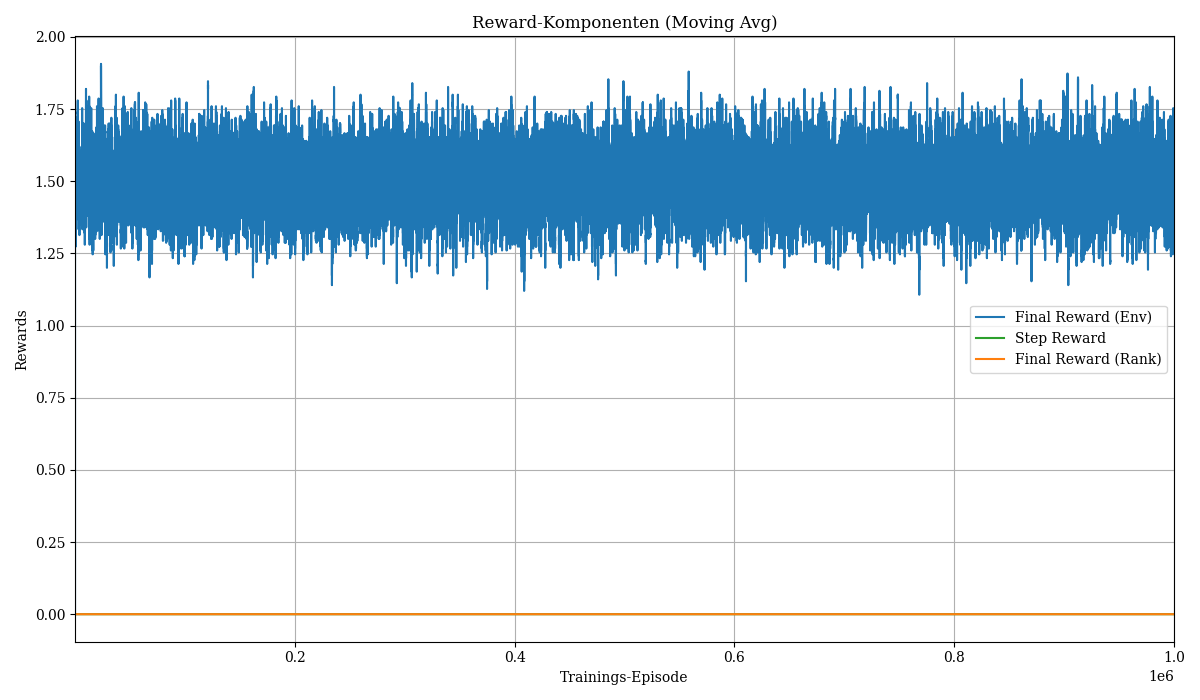 Reward-Komponenten (Moving Avg)
2.00
1.75
1.50
1.25
1.00
0.75
0.50
0.25
0.00
Rewards
Final Reward (Env)
Step Reward
Final Reward (Rank)
0.2
0.4
0.6
0.8
1.0
1e6
Trainings-Episode